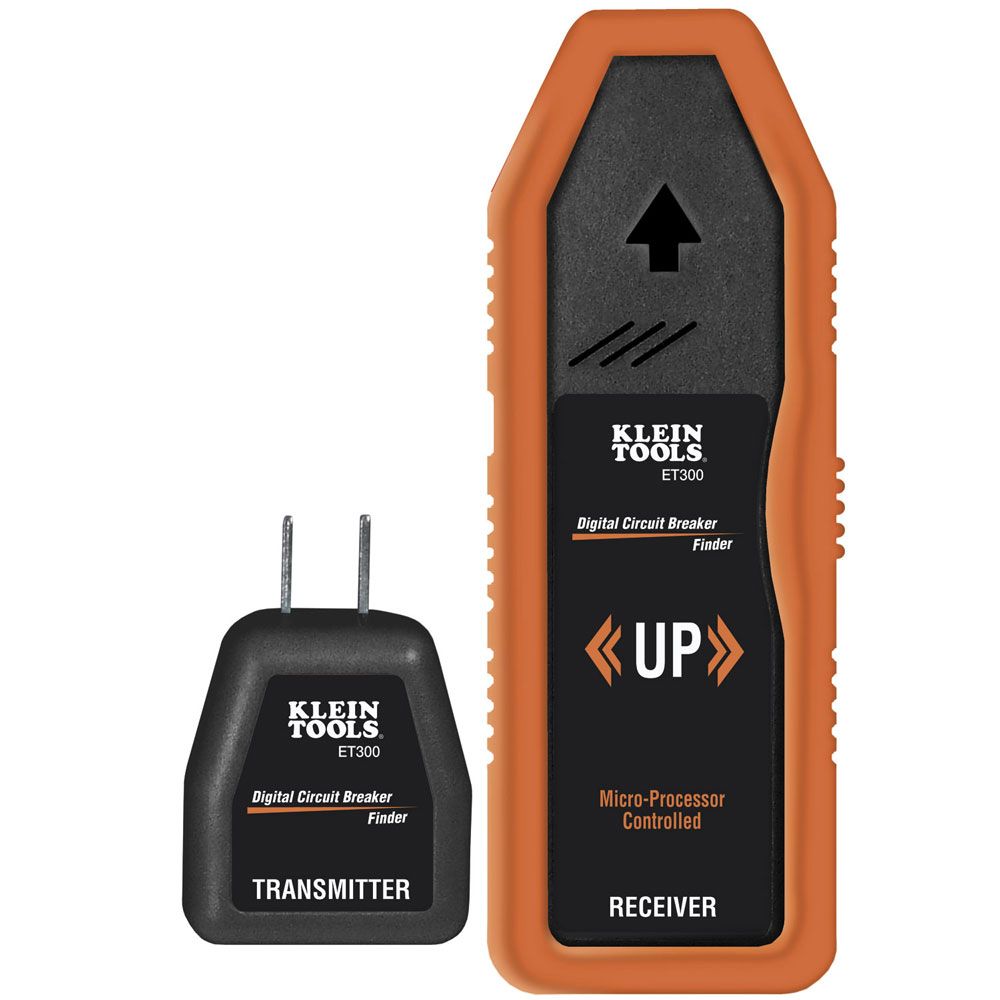 KLEIN
TOOLS®
ET300
Digital Circuit Breaker
Finder
TRANSMITTER
KLEIN
TOOLS®
ET300
Digital Circuit Breaker
Finder
UP
Micro-Processor
Controlled
RECEIVER